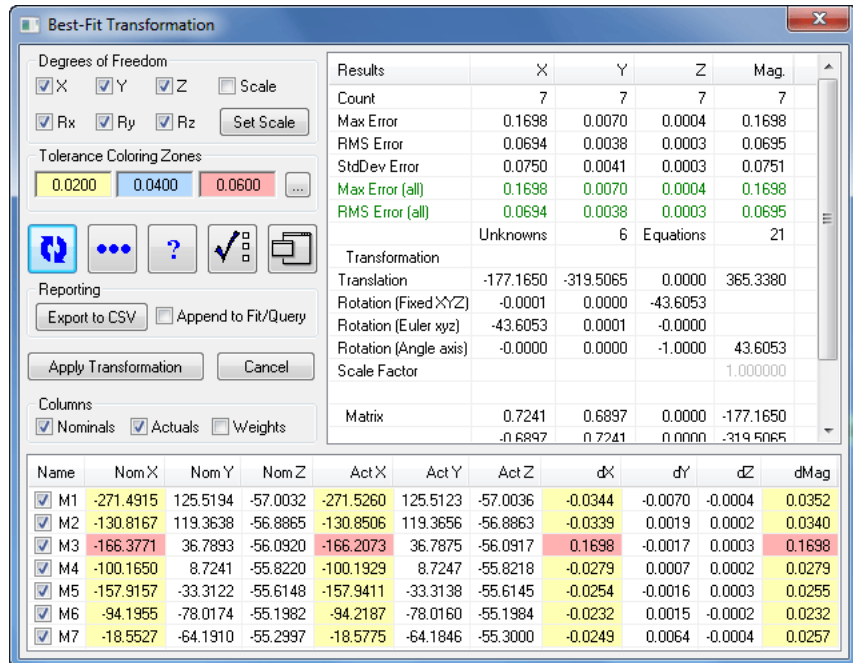 Best-Fit Transformation
Degrees of Freedom
X Y Z Scale
Rx Ry Rz Set Scale
Tolerance Coloring Zones
0.0200 0.0400 0.0600 ...
?
Reporting
Export to CSV Append to Fit/Query
Apply Transformation Cancel
Columns
Nominals Actuals Weights
Results X Y Z Mag.
Count 7 7 7 7
Max Error 0.1698 0.0070 0.0004 0.1698
RMS Error 0.0694 0.0038 0.0003 0.0695
StdDev Error 0.0750 0.0041 0.0003 0.0751
Max Error (all) 0.1698 0.0070 0.0004 0.1698
RMS Error (all) 0.0694 0.0038 0.0003 0.0695
Unknowns 6 Equations 21
Transformation
Translation -177.1650 -319.5065 0.0000 365.3380
Rotation (Fixed XYZ) -0.0001 0.0000 -43.6053
Rotation (Euler xyz) -43.6053 0.0001 -0.0000
Rotation (Angle axis) -0.0000 0.0000 -1.0000 43.6053
Scale Factor 1.000000
Matrix 0.7241 0.6897 0.0000 -177.1650
-0.6897 0.7241 0.0000 -319.5065
Name Nom X Nom Y Nom Z Act X Act Y Act Z dX dY dZ dMag
M1 -271.4915 125.5194 -57.0032 -271.5260 125.5123 -57.0036 -0.0344 -0.0070 -0.0004 0.0352
M2 -130.8167 119.3638 -56.8865 -130.8506 119.3656 -56.8863 -0.0339 0.0019 0.0002 0.0340
M3 -166.3771 36.7893 -56.0920 -166.2073 36.7875 -56.0917 0.1698 -0.0017 0.0003 0.1698
M4 -100.1650 8.7241 -55.8220 -100.1929 8.7247 -55.8218 -0.0279 0.0007 0.0002 0.0279
M5 -157.9157 -33.3122 -55.6148 -157.9411 -33.3138 -55.6145 -0.0254 -0.0016 0.0003 0.0255
M6 -94.1955 -78.0174 -55.1982 -94.2187 -78.0160 -55.1984 -0.0232 0.0015 -0.0002 0.0232
M7 -18.5527 -64.1910 -55.2997 -18.5775 -64.1846 -55.3000 -0.0249 0.0064 -0.0004 0.0257